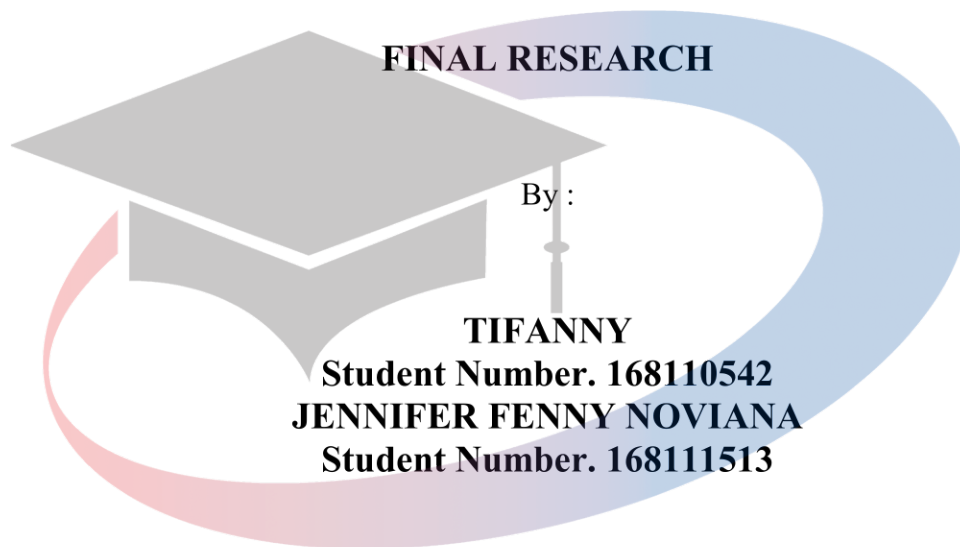 FINAL RESEARCH
By :
TIFANNY
Student Number. 168110542
JENNIFER FENNY NOVIANA
Student Number. 168111513